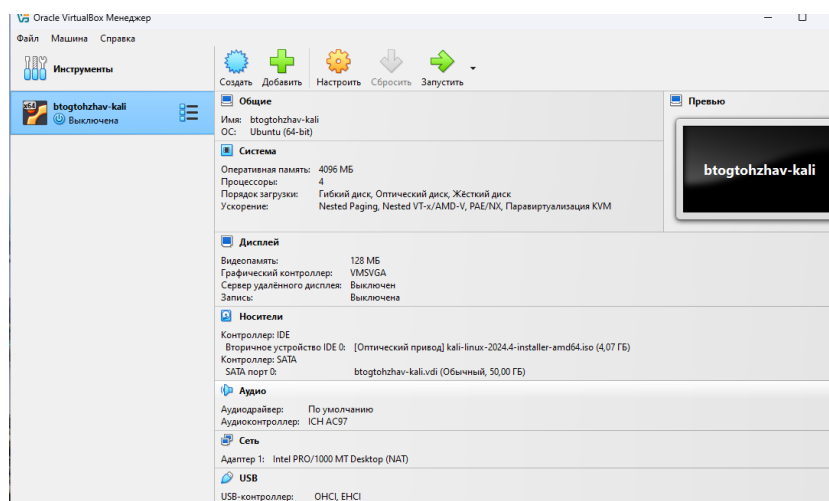 Oracle VirtualBox Менеджер
Файл Машина Справка
Инструменты
Создать Добавить Настроить Сбросить Запустить
btogtohzhav-kali
Выключена
Общие
Имя: btogtohzhav-kali
ОС: Ubuntu (64-bit)
Система
Оперативная память: 4096 МБ
Процессоры: 4
Порядок загрузки: Гибкий диск, Оптический диск, Жёсткий диск
Ускорение: Nested Paging, Nested VT-x/AMD-V, PAE/NX, Паравиртуализация KVM
Превью
btogtohzhav-kali
Дисплей
Видеопамять: 128 МБ
Графический контроллер: VMSVGA
Сервер удалённого дисплея: Выключен
Запись: Выключена
Носители
Контроллер: IDE
Вторичное устройство IDE 0: [Оптический привод] kali-linux-2024.4-installer-amd64.iso (4,07 ГБ)
Контроллер: SATA
SATA порт 0: btogtohzhav-kali.vdi (Обычный, 50,00 ГБ)
Аудио
Аудиодрайвер: По умолчанию
Аудиоконтроллер: ICH AC97
Сеть
Адаптер 1: Intel PRO/1000 MT Desktop (NAT)
USB
USB-контроллер: OHCI, EHCI